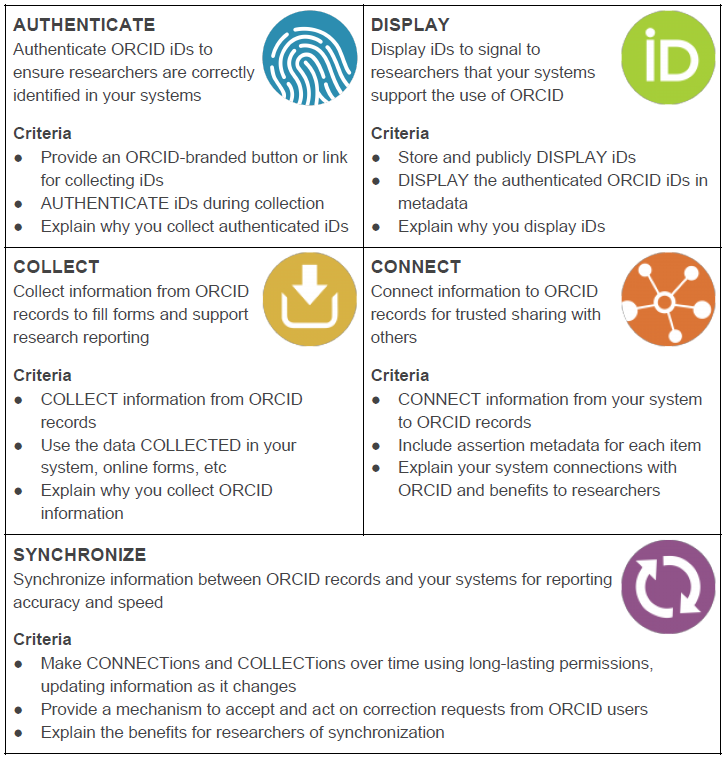 AUTHENTICATE
Authenticate ORCID iDs to
ensure researchers are correctly
identified in your systems
Criteria
● Provide an ORCID-branded button or link
for collecting iDs
● AUTHENTICATE iDs during collection
● Explain why you collect authenticated iDs
DISPLAY
Display iDs to signal to
researchers that your systems
support the use of ORCID
iD
Criteria
● Store and publicly DISPLAY iDs
● DISPLAY the authenticated ORCID iDs in
metadata
● Explain why you display iDs
COLLECT
Collect information from ORCID
records to fill forms and support
research reporting
Criteria
● COLLECT information from ORCID
records
● Use the data COLLECTED in your
system, online forms, etc
● Explain why you collect ORCID
information
CONNECT
Connect information to ORCID
records for trusted sharing with
others
Criteria
● CONNECT information from your system
to ORCID records
● Include assertion metadata for each item
● Explain your system connections with
ORCID and benefits to researchers
SYNCHRONIZE
Synchronize information between ORCID records and your systems for reporting
accuracy and speed
Criteria
● Make CONNECTions and COLLECTions over time using long-lasting permissions,
updating information as it changes
● Provide a mechanism to accept and act on correction requests from ORCID users
● Explain the benefits for researchers of synchronization